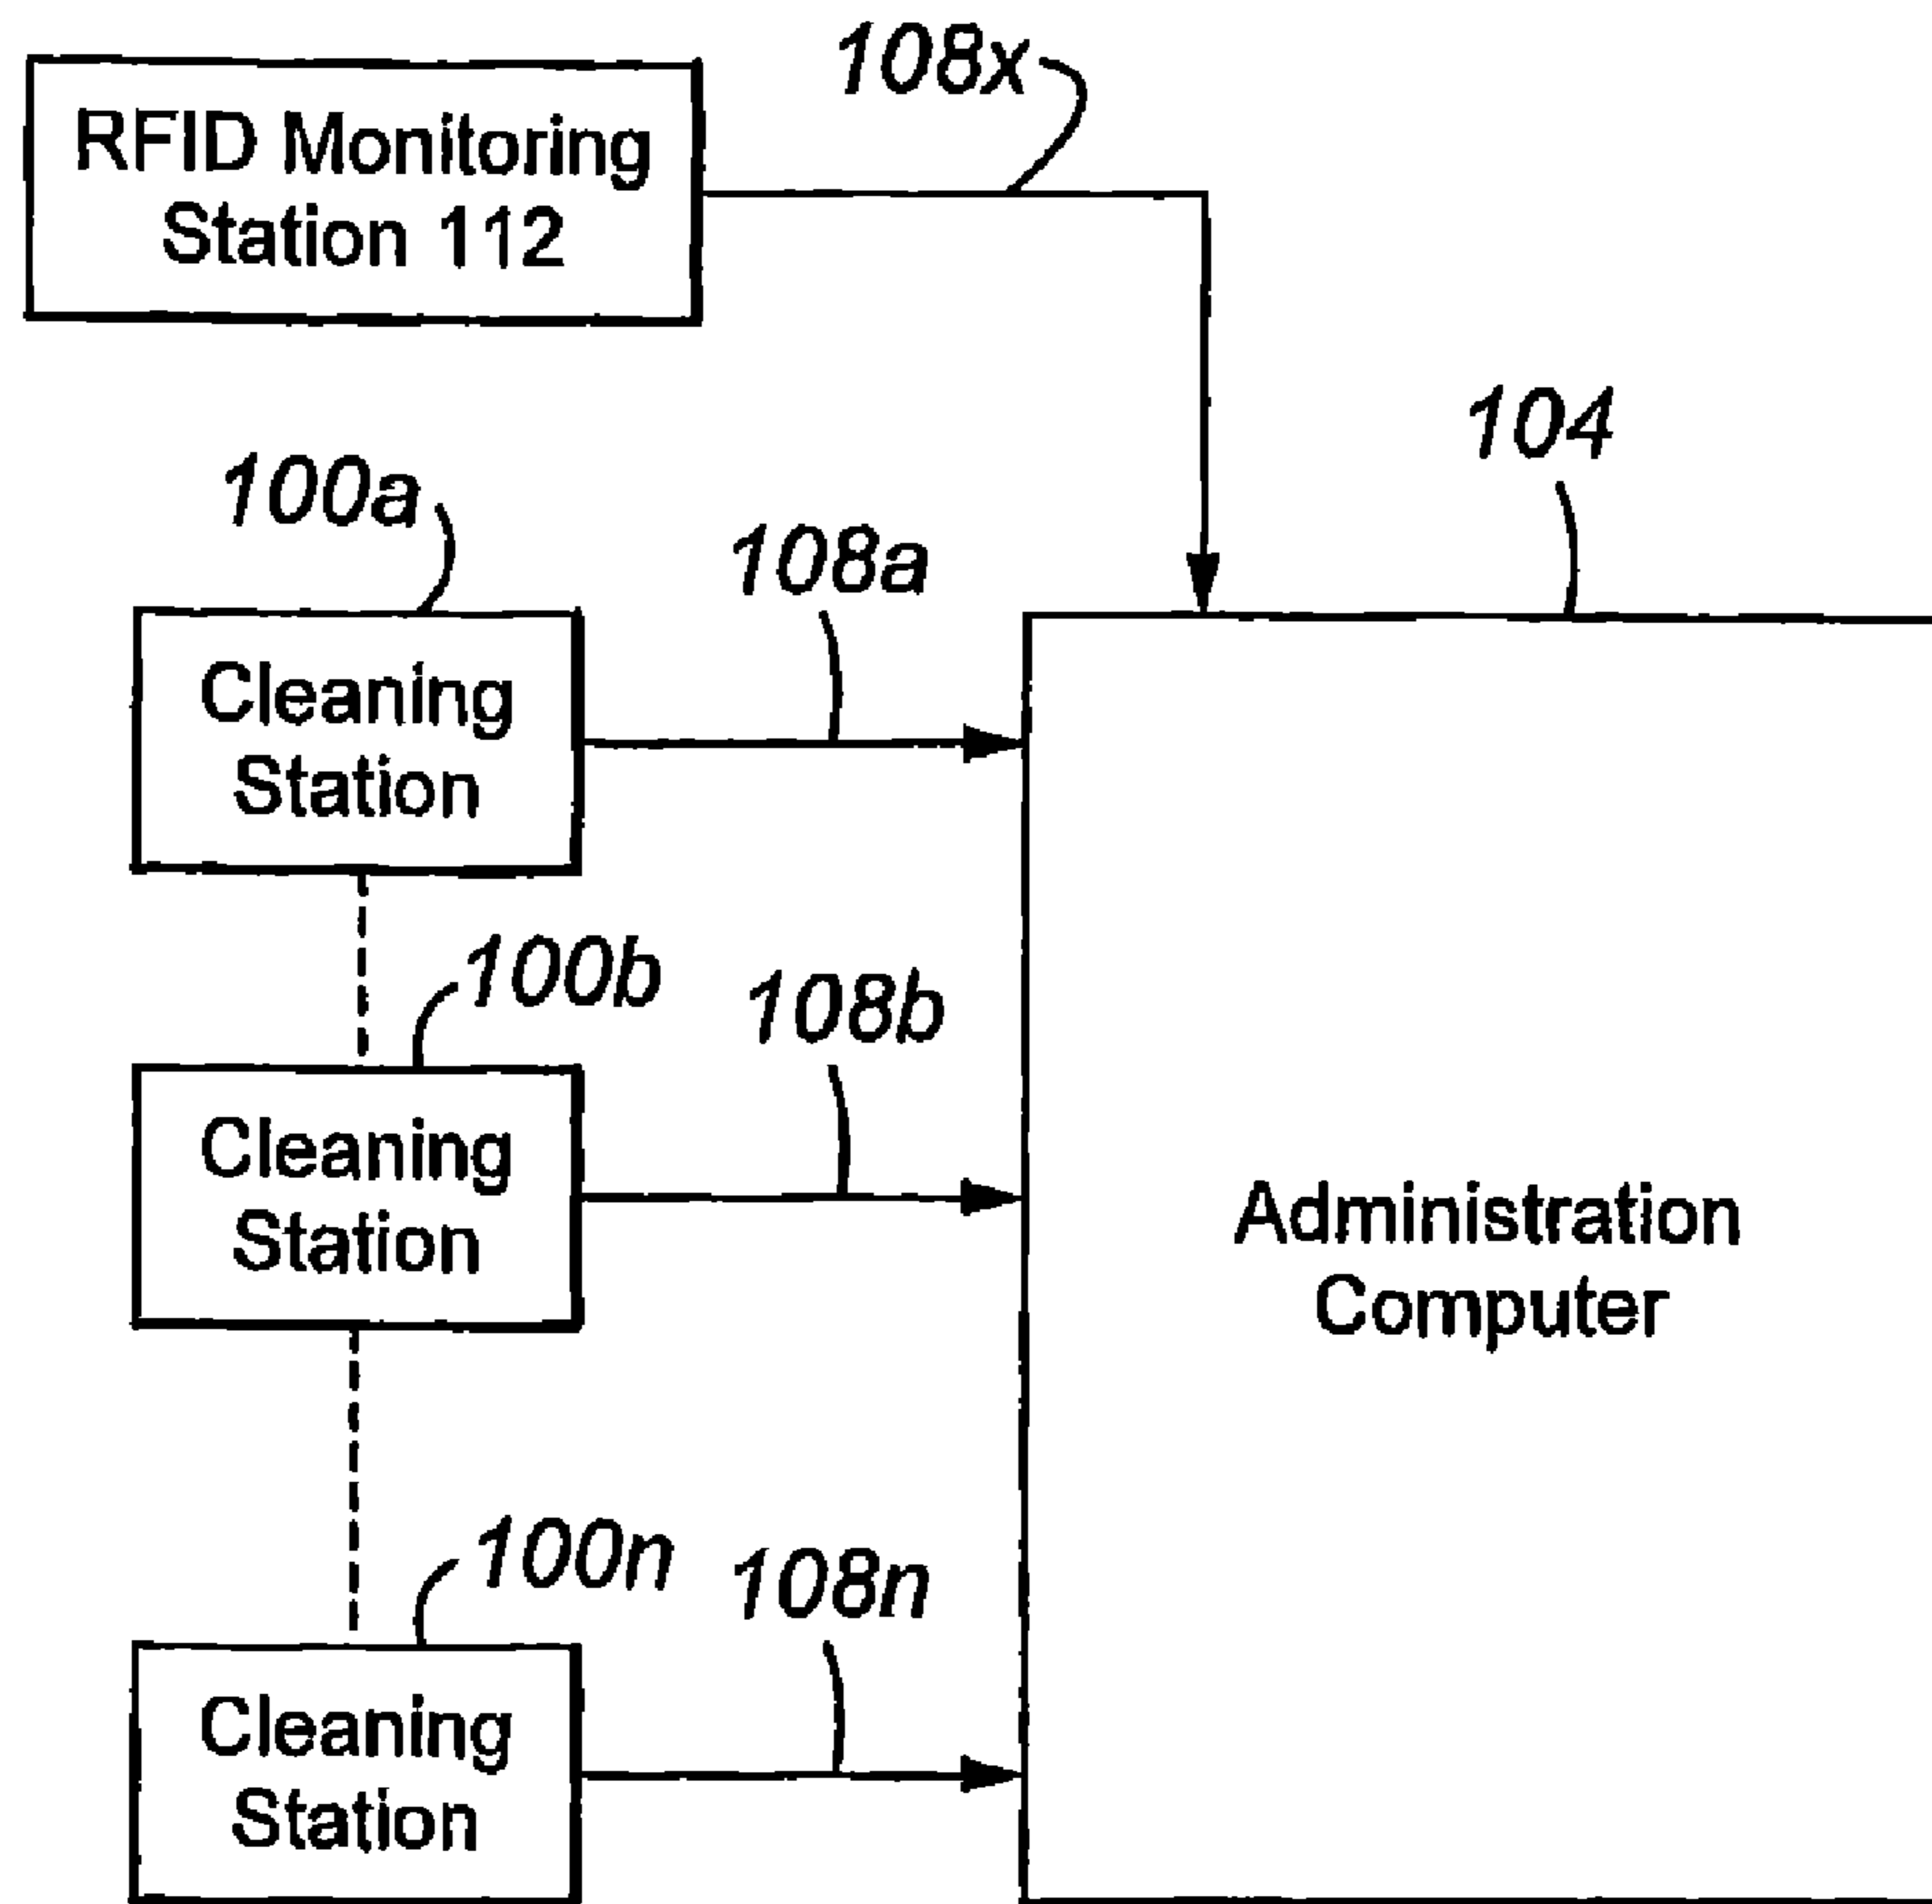 108x
RFID Monitoring
Station 112
104
100a
108a
Cleaning
Station
100b
108b
Cleaning
Station
Administration
Computer
100n
108n
Cleaning
Station